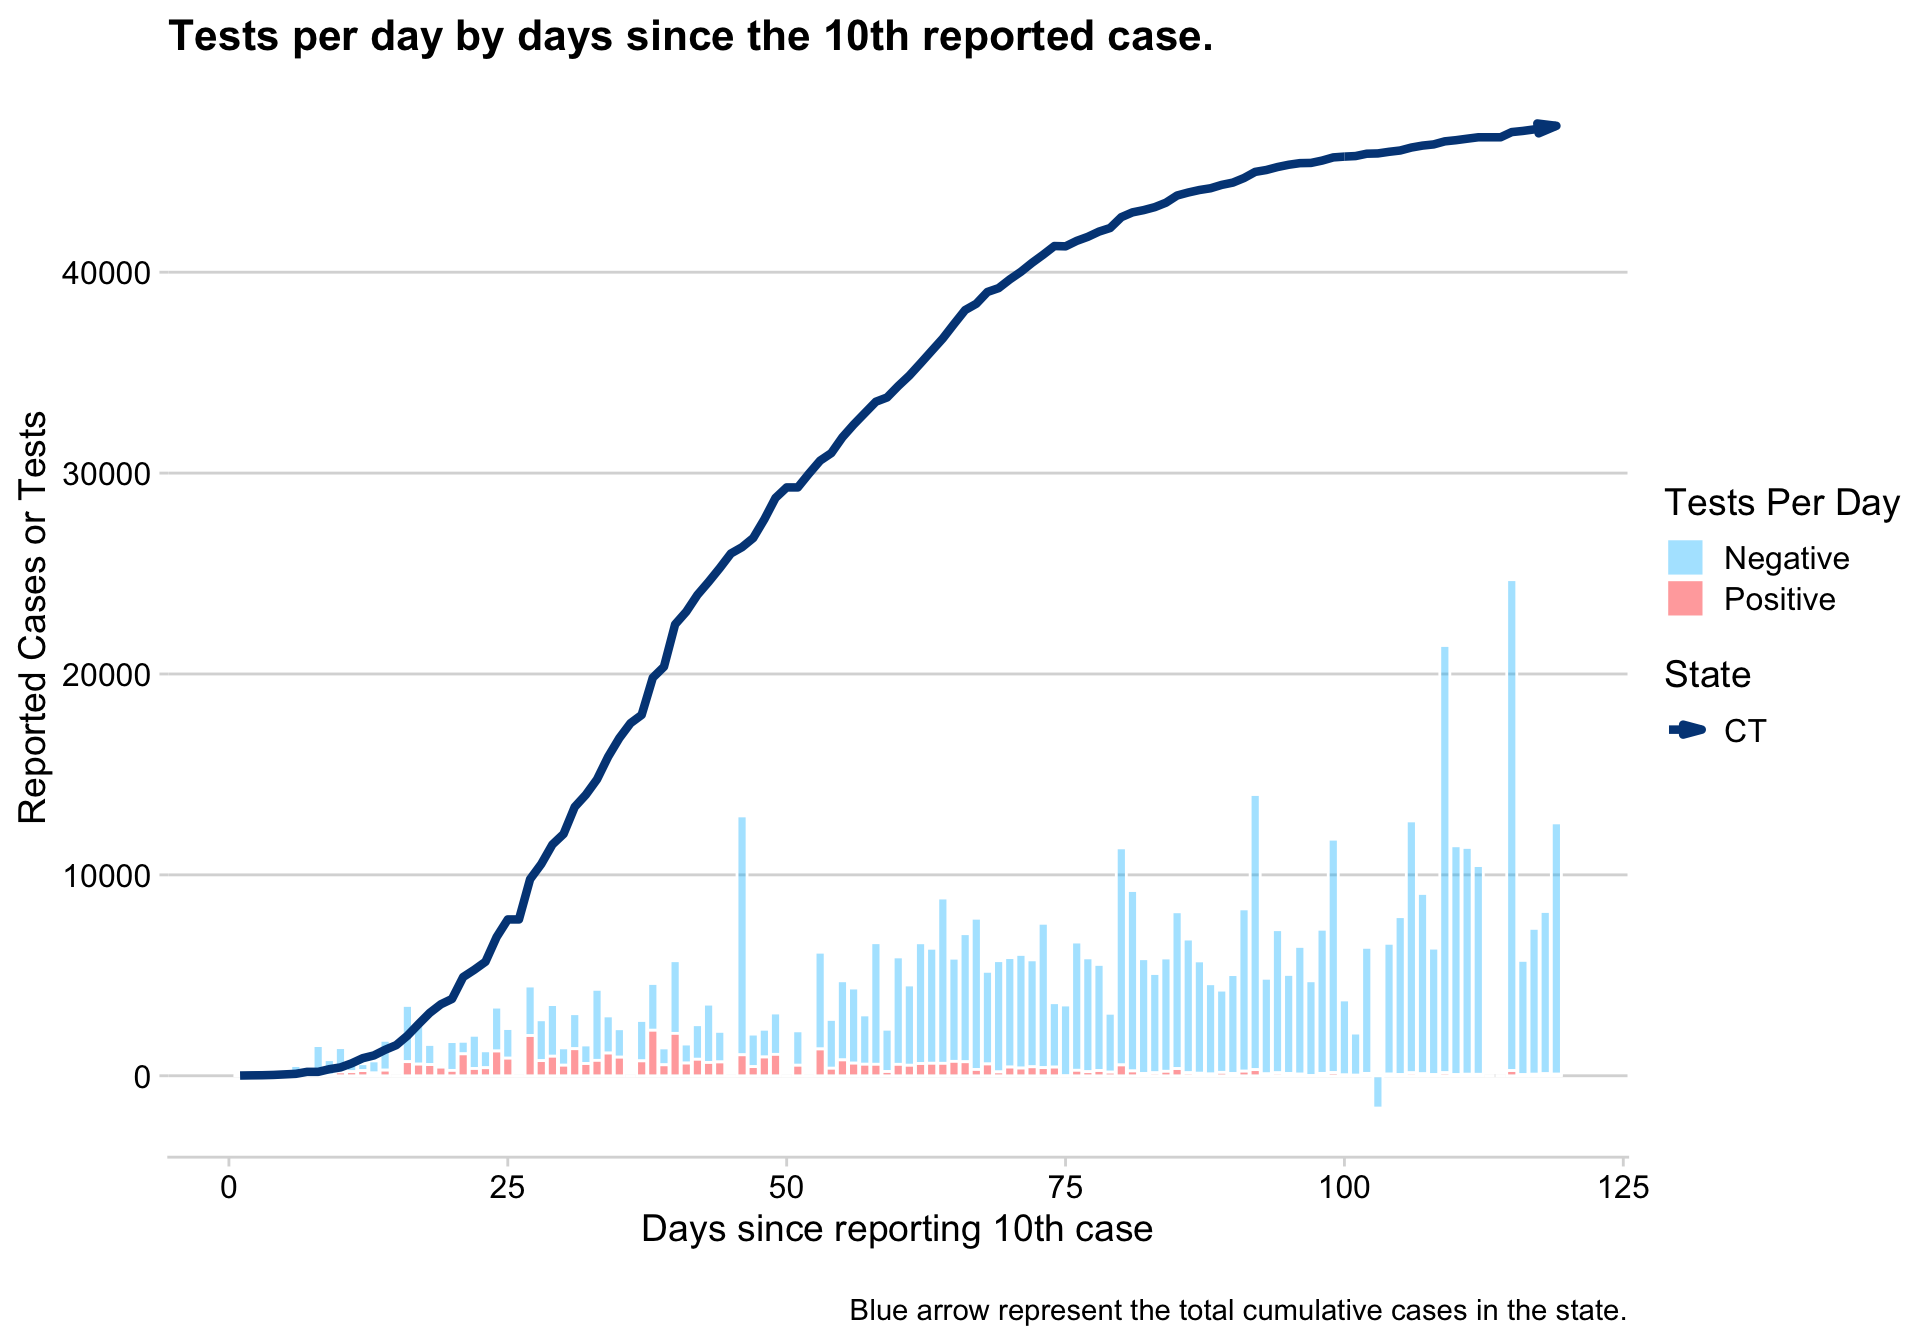 Tests per day by days since the 10th reported case.
Reported Cases or Tests
40000
30000
20000
10000
0
0 25 50 75 100 125
Days since reporting 10th case
Tests Per Day
Negative
Positive
State
CT
Blue arrow represent the total cumulative cases in the state.